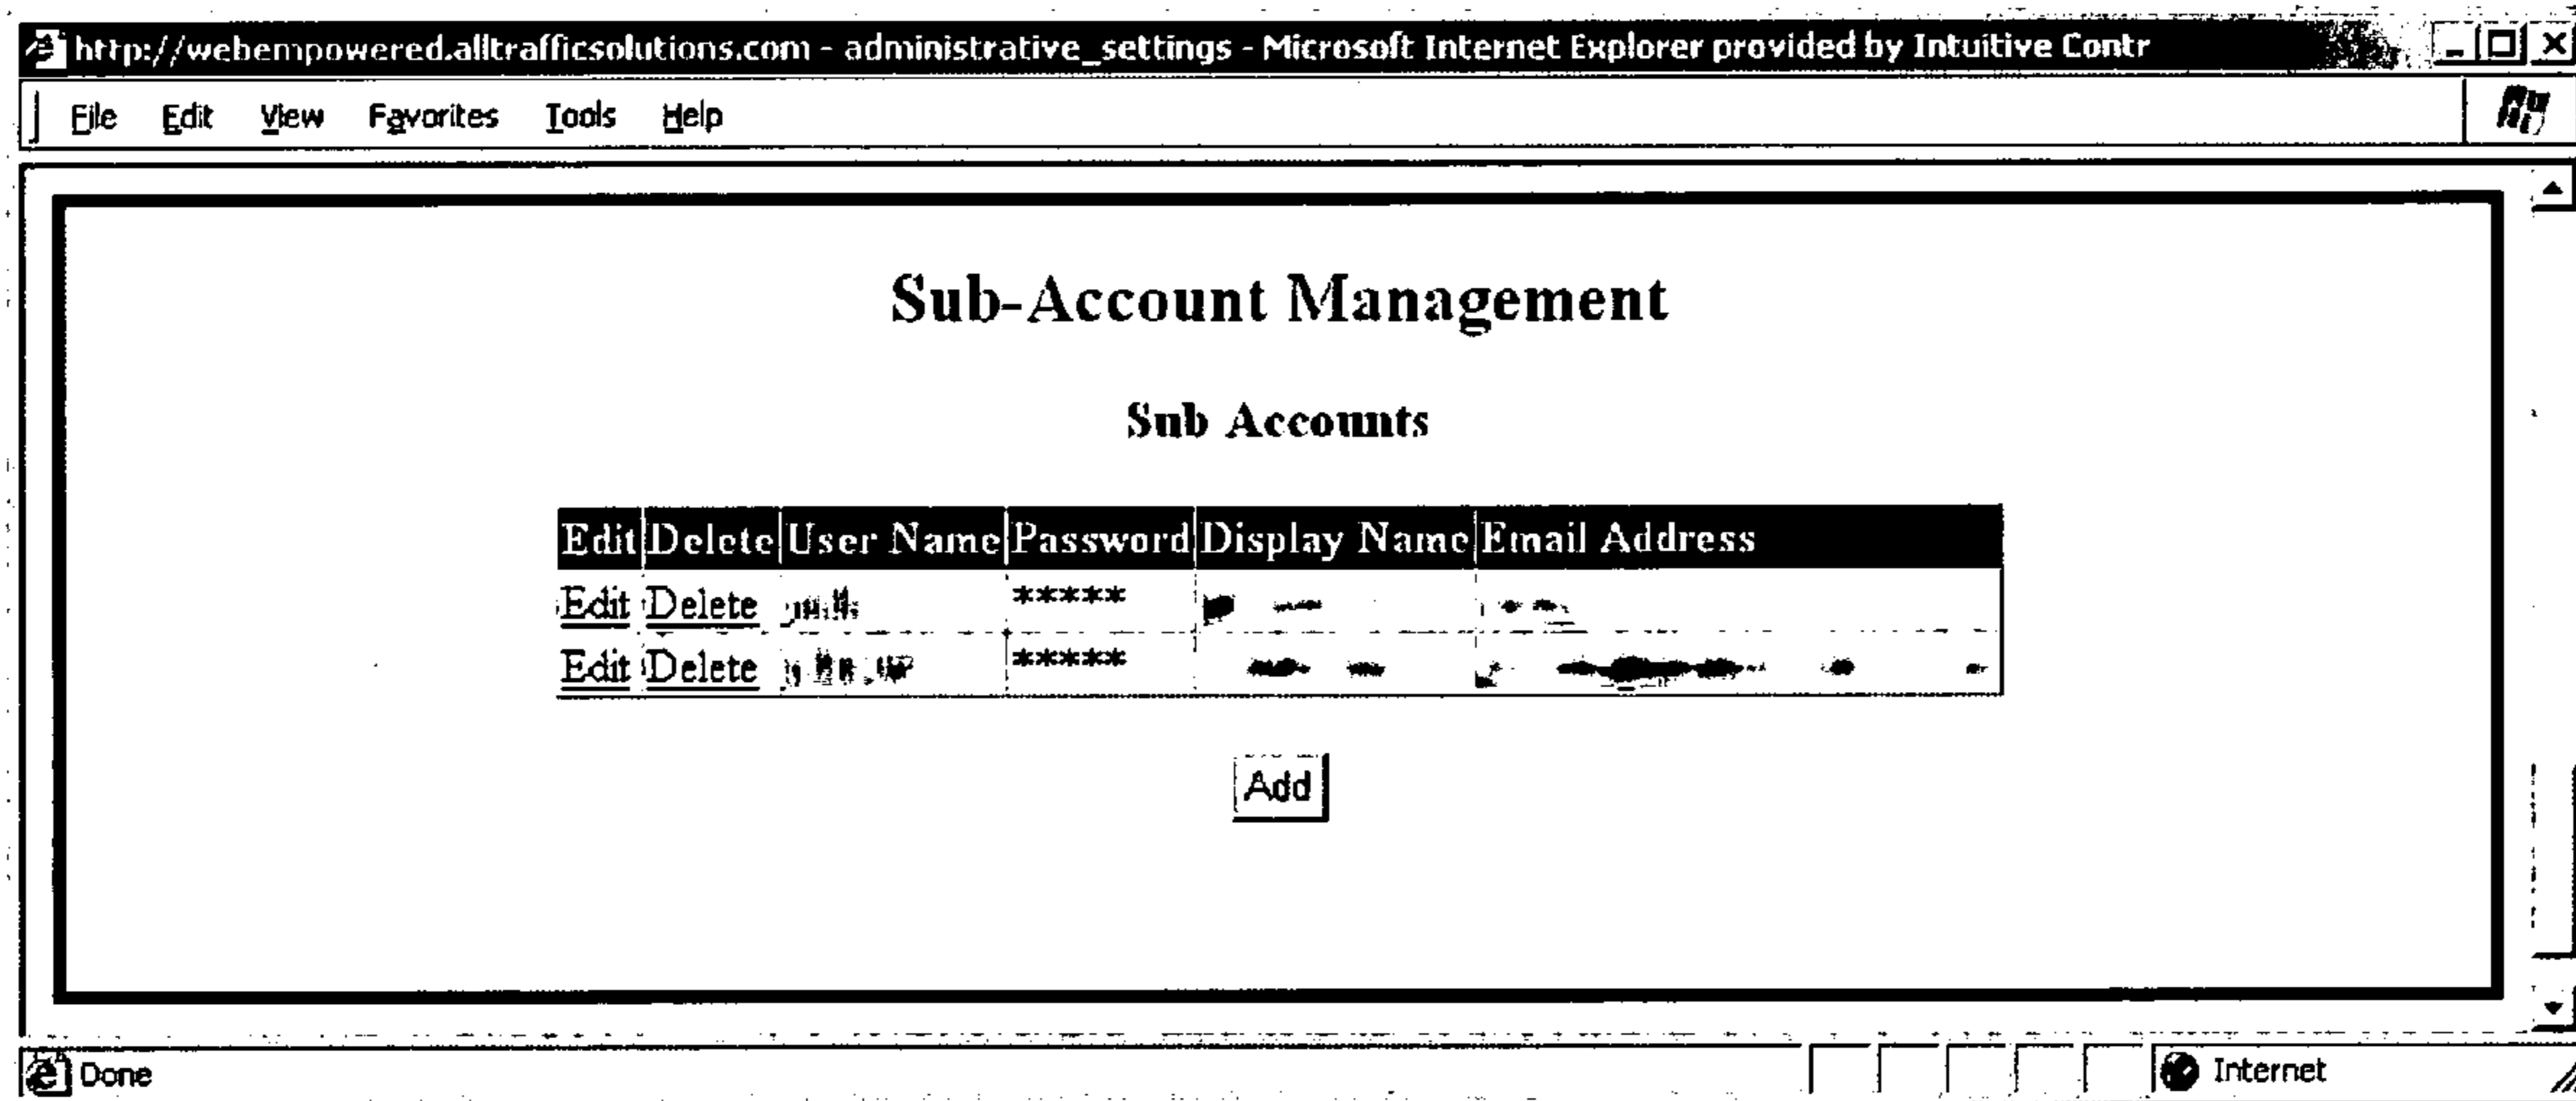 http://webempowered.alltrafficsolutions.com - administrative_settings - Microsoft Internet Explorer provided by Intuitive Contr
File Edit View Favorites Tools Help
Sub-Account Management
Sub Accounts
Edit Delete User Name Password Display Name Email Address
Edit Delete *****
Edit Delete *****
Add
Done Internet